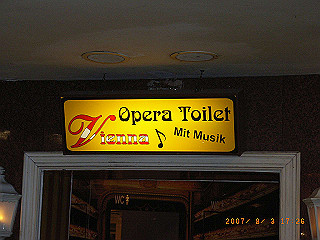 Opera Toilet
Vienna
Mit Musik
WC
2007/ 8/ 3 17:26